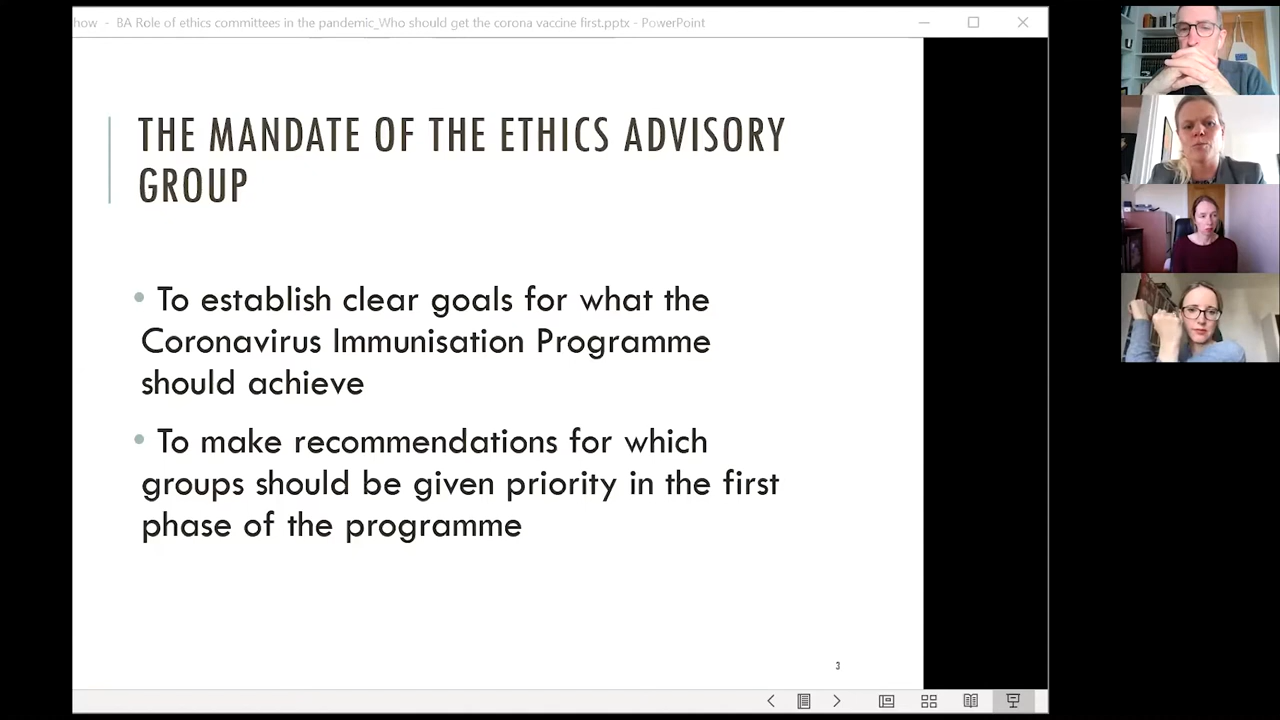 how - BA Role of ethics committees in the pandemic_Who should get the corona vaccine first.pptx - PowerPoint
THE MANDATE OF THE ETHICS ADVISORY
GROUP
• To establish clear goals for what the
Coronavirus Immunisation Programme
should achieve
• To make recommendations for which
groups should be given priority in the first
phase of the programme
3